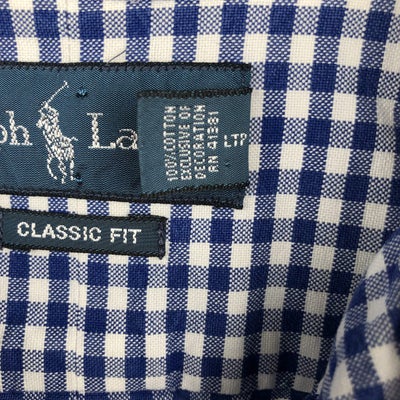 ph La
100% COTTON
EXCLUSIVE OF
DECORATION
RN 41381
LTP
CLASSIC FIT